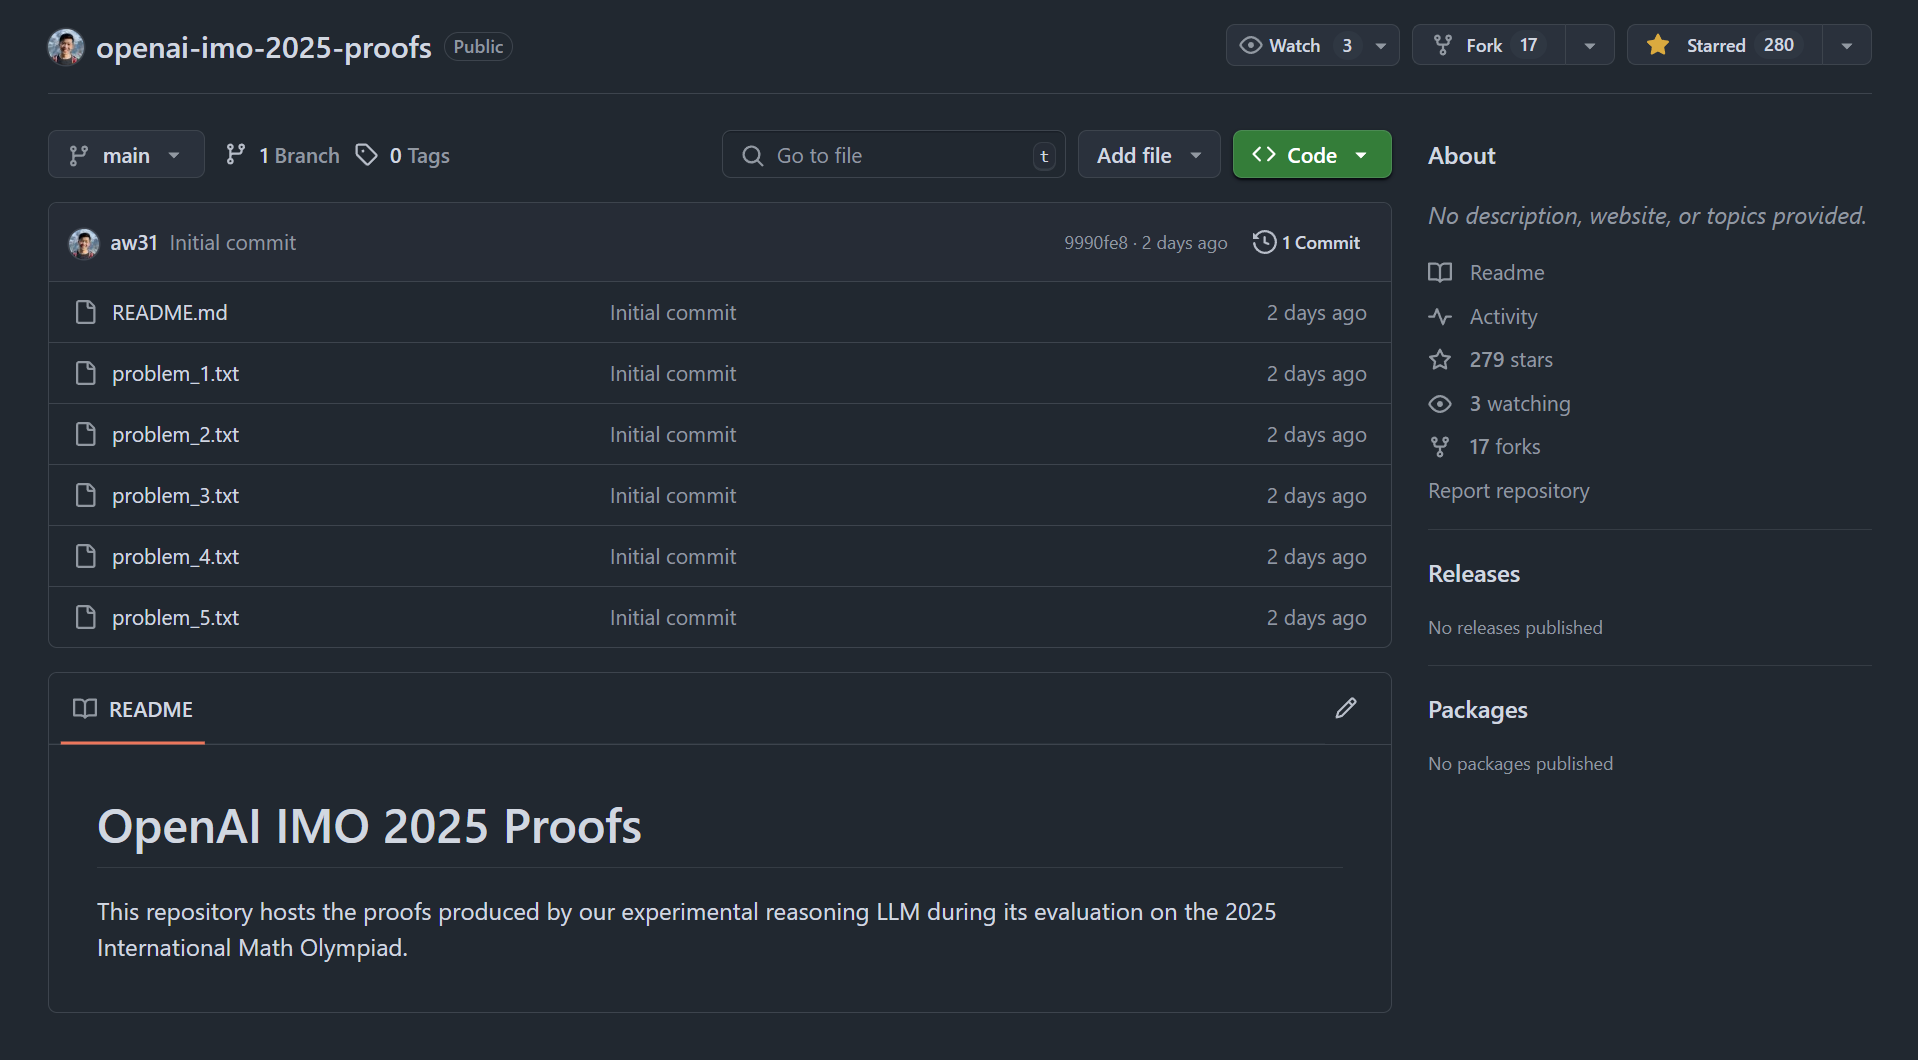 openai-imo-2025-proofs Public Watch 3 Fork 17 Starred 280
main 1 Branch 0 Tags Go to file t Add file Code
aw31 Initial commit 9990fe8 · 2 days ago 1 Commit
README.md Initial commit 2 days ago
problem_1.txt Initial commit 2 days ago
problem_2.txt Initial commit 2 days ago
problem_3.txt Initial commit 2 days ago
problem_4.txt Initial commit 2 days ago
problem_5.txt Initial commit 2 days ago
README
OpenAI IMO 2025 Proofs
This repository hosts the proofs produced by our experimental reasoning LLM during its evaluation on the 2025
International Math Olympiad.
About
No description, website, or topics provided.
Readme
Activity
279 stars
3 watching
17 forks
Report repository
Releases
No releases published
Packages
No packages published